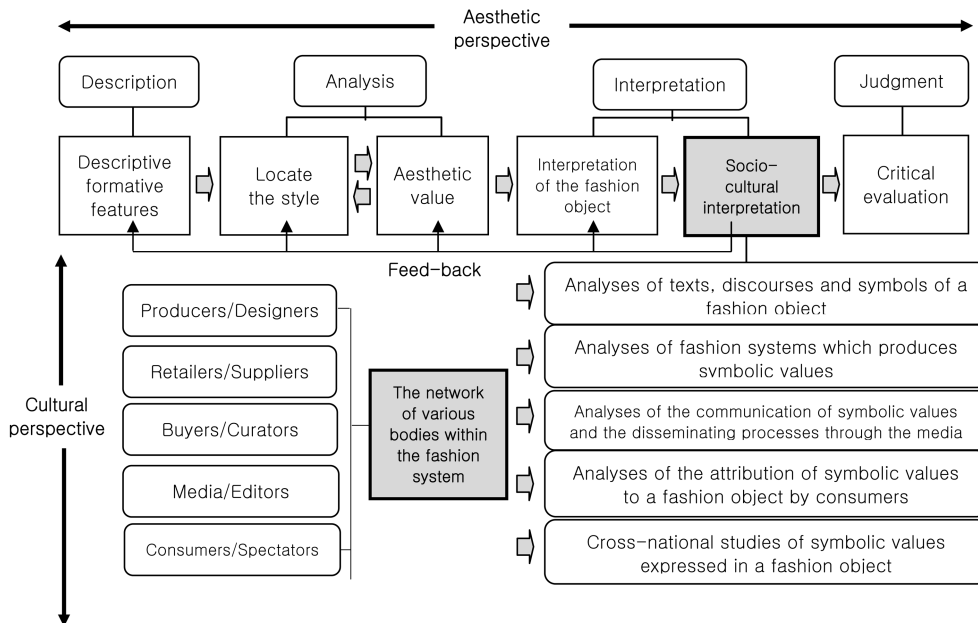 Aesthetic
perspective
Description
Analysis
Interpretation
Judgment
Descriptive
formative
features
Locate
the style
Aesthetic
value
Interpretation
of the fashion
object
Socio-
cultural
interpretation
Critical
evaluation
Feed-back
Cultural
perspective
Producers/Designers
Retailers/Suppliers
Buyers/Curators
Media/Editors
Consumers/Spectators
The network
of various
bodies within
the fashion
system
Analyses of texts, discourses and symbols of a
fashion object
Analyses of fashion systems which produces
symbolic values
Analyses of the communication of symbolic values
and the disseminating processes through the media
Analyses of the attribution of symbolic values
to a fashion object by consumers
Cross-national studies of symbolic values
expressed in a fashion object